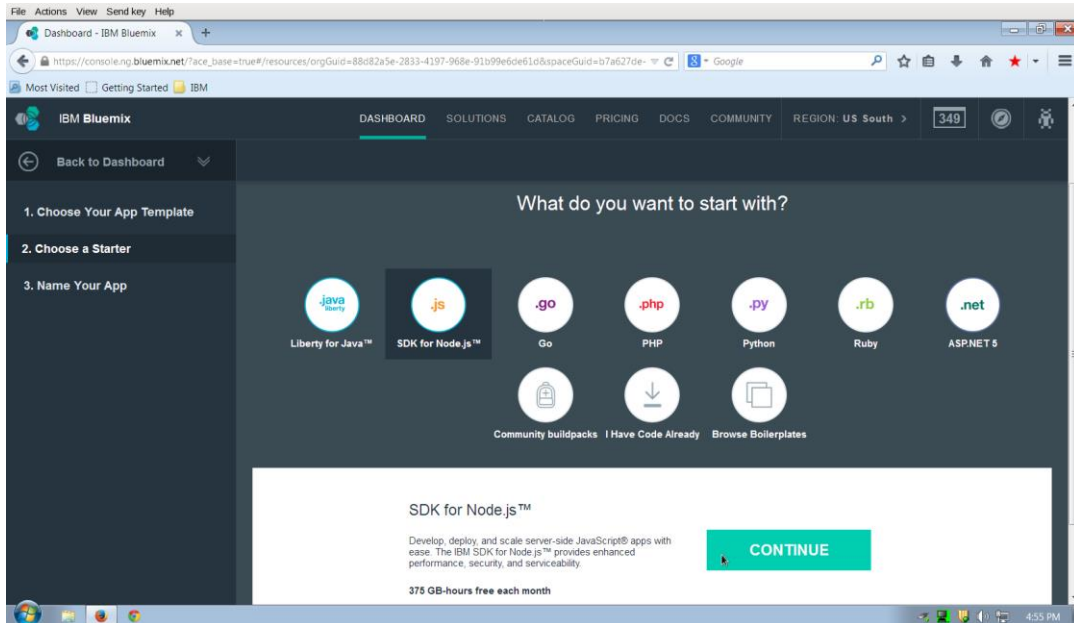 File Actions View Send key Help
Dashboard - IBM Bluemix × +
https://console.ng.bluemix.net/?ace_base=true#/resources/orgGuid=88d82a5e-2833-4197-968e-91b99e6de61d&spaceGuid=b7a627de- Google
Most Visited Getting Started IBM
IBM Bluemix DASHBOARD SOLUTIONS CATALOG PRICING DOCS COMMUNITY REGION: US South > 349
Back to Dashboard
What do you want to start with?
1. Choose Your App Template
2. Choose a Starter
3. Name Your App
.java .js .go .php .py .rb .net
liberty
Liberty for Java™ SDK for Node.js™ Go PHP Python Ruby ASP.NET 5
Community buildpacks I Have Code Already Browse Boilerplates
SDK for Node.js™
Develop, deploy, and scale server-side JavaScript® apps with
ease. The IBM SDK for Node.js™ provides enhanced
performance, security, and serviceability.
CONTINUE
375 GB-hours free each month
4:55 PM